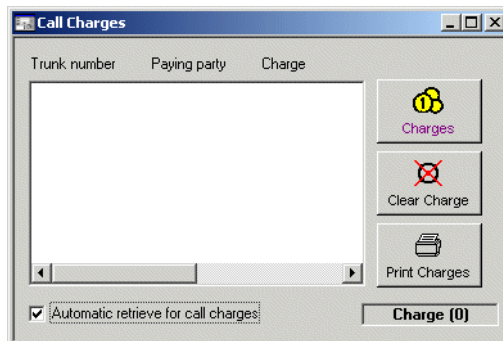 Call Charges
Trunk number Paying party Charge
1
Charges
Clear Charge
Print Charges
Automatic retrieve for call charges
Charge (0)